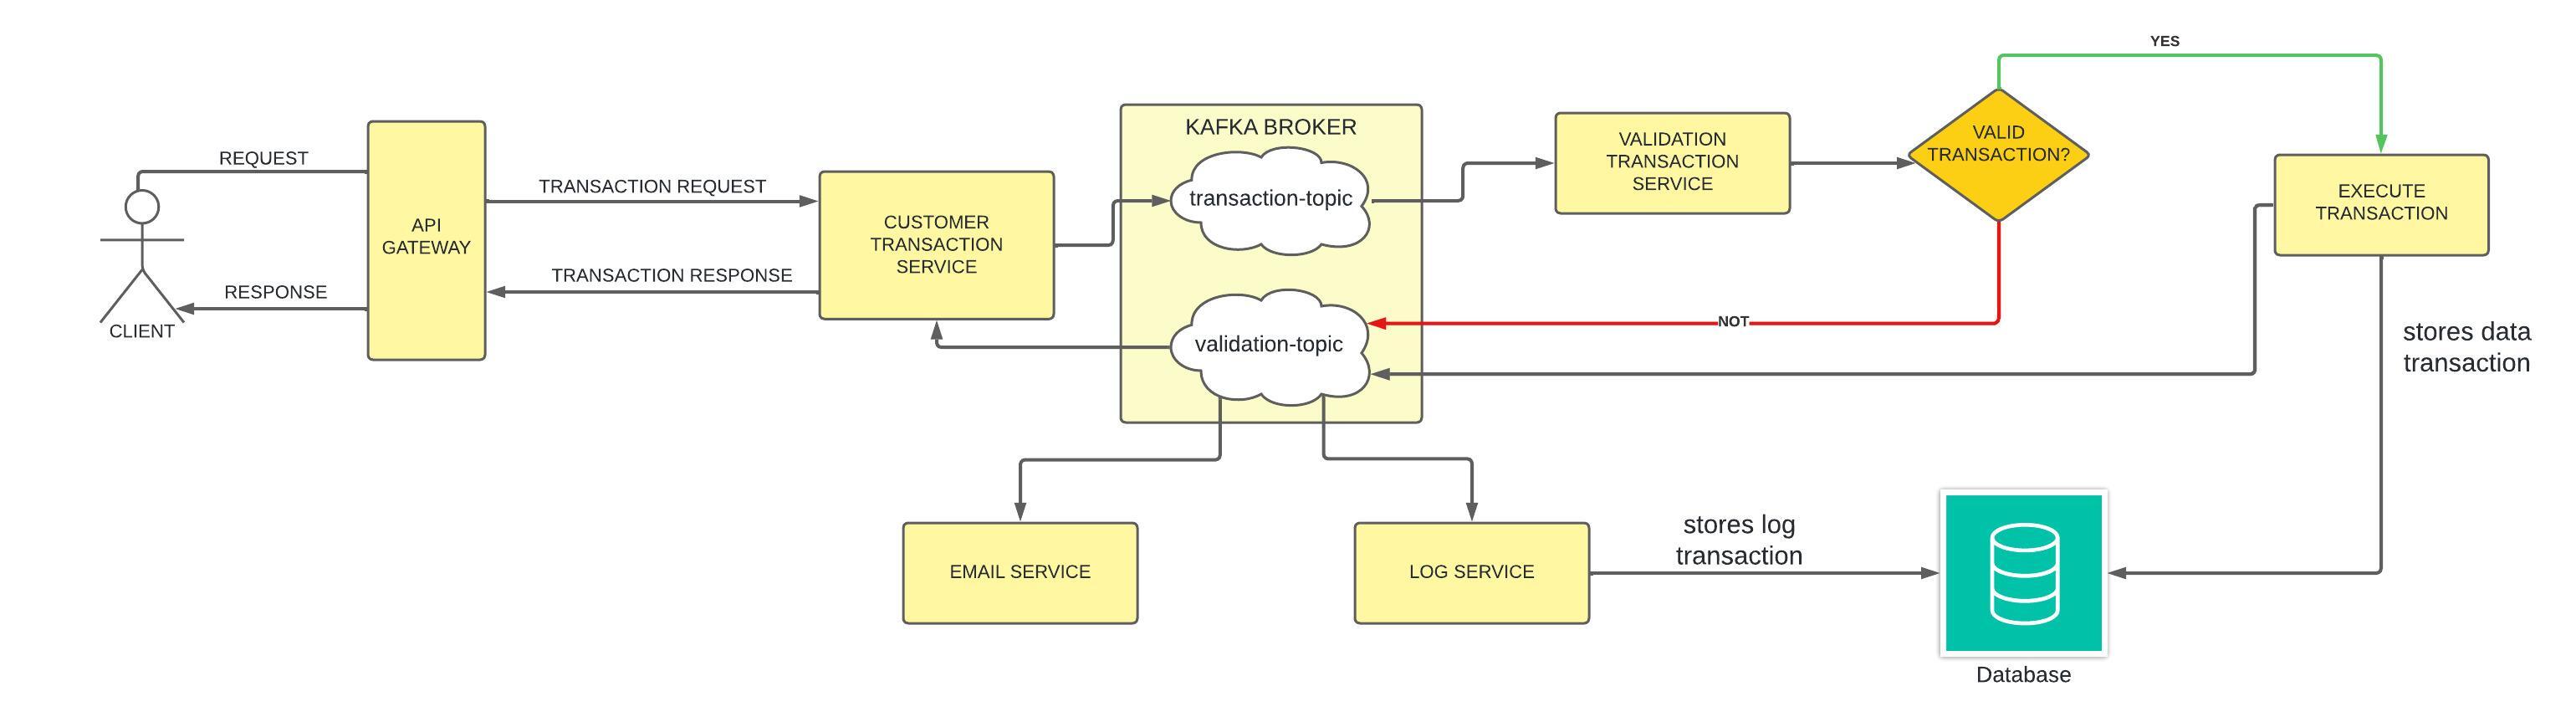 YES
KAFKA BROKER
VALIDATION
TRANSACTION
SERVICE
VALID
TRANSACTION?
REQUEST
TRANSACTION REQUEST
transaction-topic
EXECUTE
TRANSACTION
API
GATEWAY
CUSTOMER
TRANSACTION
SERVICE
TRANSACTION RESPONSE
RESPONSE
CLIENT
NOT
validation-topic
stores data
transaction
EMAIL SERVICE
LOG SERVICE
stores log
transaction
Database